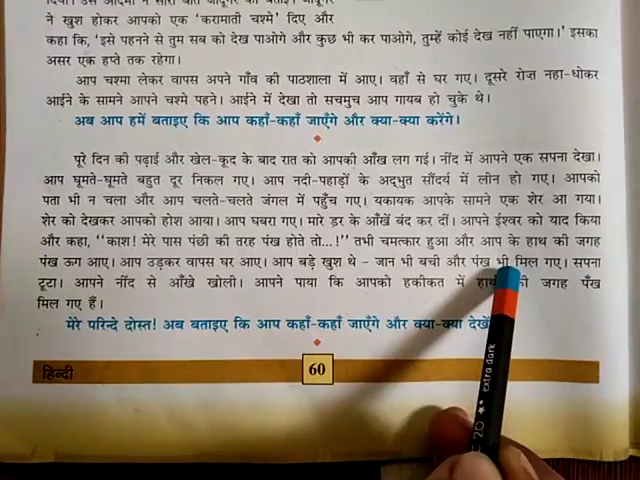 ने खुश होकर आपको एक 'करामाती चश्मे' दिए और
कहा कि, 'इसे पहनने से तुम सब को देख पाओगे और कुछ भी कर पाओगे, तुम्हें कोई देख नहीं पाएगा।' इसका
असर एक हप्ते तक रहेगा।
आप चश्मा लेकर वापस अपने गाँव की पाठशाला में आए। वहाँ से घर गए। दूसरे रोज़ नहा-धोकर
आईने के सामने आपने चश्मे पहने। आईने में देखा तो सचमुच आप गायब हो चुके थे।
अब आप हमें बताइए कि आप कहाँ-कहाँ जाएँगे और क्या-क्या करेंगे।
पूरे दिन की पढ़ाई और खेल-कूद के बाद रात को आपकी आँख लग गई। नींद में आपने एक सपना देखा।
आप घूमते-घूमते बहुत दूर निकल गए। आप नदी-पहाड़ों के अद्भुत सौंदर्य में लीन हो गए। आपको
पता भी न चला और आप चलते-चलते जंगल में पहुँच गए। यकायक आपके सामने एक शेर आ गया।
शेर को देखकर आपको होश आया। आप घबरा गए। मारे डर के आँखें बंद कर दीं। आपने ईश्वर को याद किया
और कहा, "काश! मेरे पास पंछी की तरह पंख होते तो...!" तभी चमत्कार हुआ और आप के हाथ की जगह
पंख ऊग आए। आप उड़कर वापस घर आए। आप बड़े खुश थे - जान भी बची और पंख भी मिल गए। सपना
टूटा। आपने नींद से आँखे खोली। आपने पाया कि आपको हकीकत में की जगह पँख
मिल गए हैं।
मेरे परिन्दे दोस्त! अब बताइए कि आप कहाँ-कहाँ जाएँगे और क्या-क्या
हिन्दी
60
extra dark